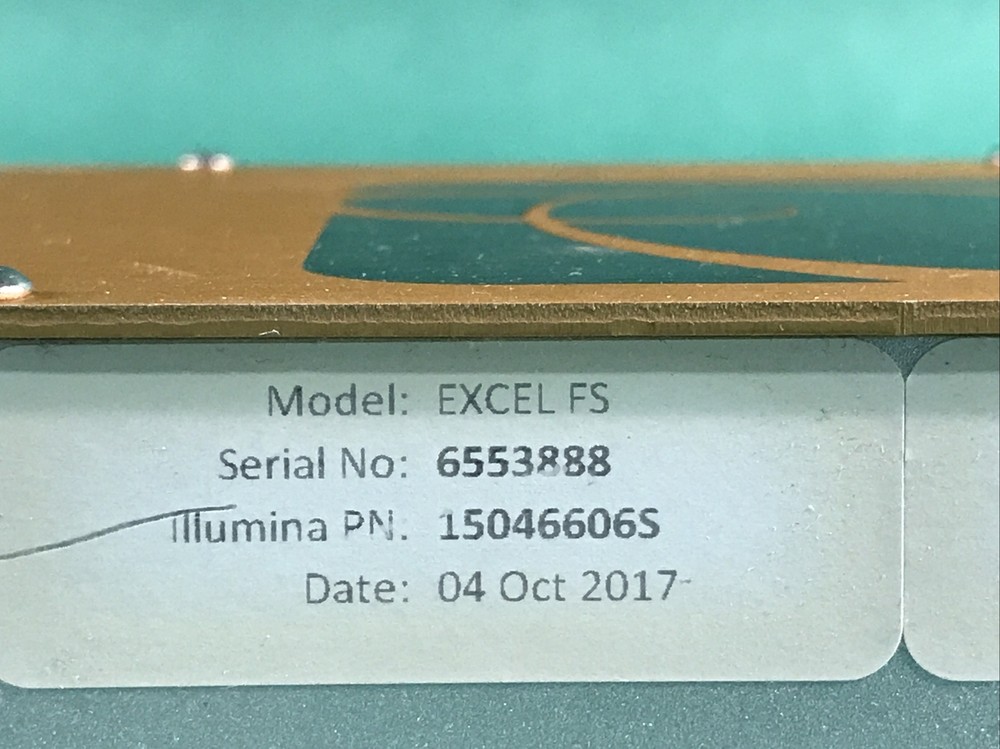 Model: EXCEL FS
Serial No: 6553888
Illumina PN: 15046606S
Date: 04 Oct 2017